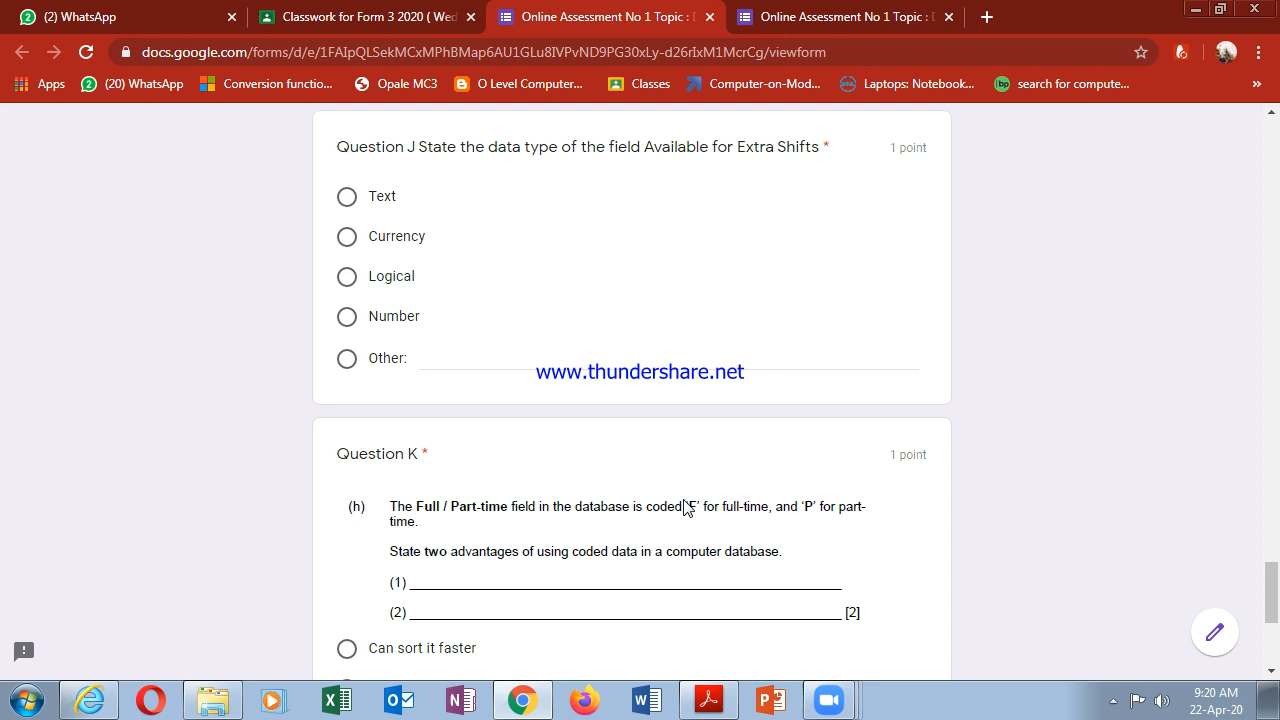 (2) WhatsApp
Classwork for Form 3 2020 ( Wed
Online Assessment No 1 Topic : D
Online Assessment No 1 Topic : D
docs.google.com/forms/d/e/1FAIpQLSekMCxMPhBMap6AU1GLu8IVPvND9PG30xLy-d26rIxM1McrCg/viewform
Apps
(20) WhatsApp
Conversion functio...
Opale MC3
O Level Computer...
Classes
Computer-on-Mod...
Laptops: Notebook...
search for compute...
Question J State the data type of the field Available for Extra Shifts *
1 point
Text
Currency
Logical
Number
Other:
www.thundershare.net
Question K *
1 point
(h) The Full / Part-time field in the database is coded 'F' for full-time, and 'P' for part-
time.
State two advantages of using coded data in a computer database.
(1)
(2) [2]
Can sort it faster
9:20 AM
22-Apr-20